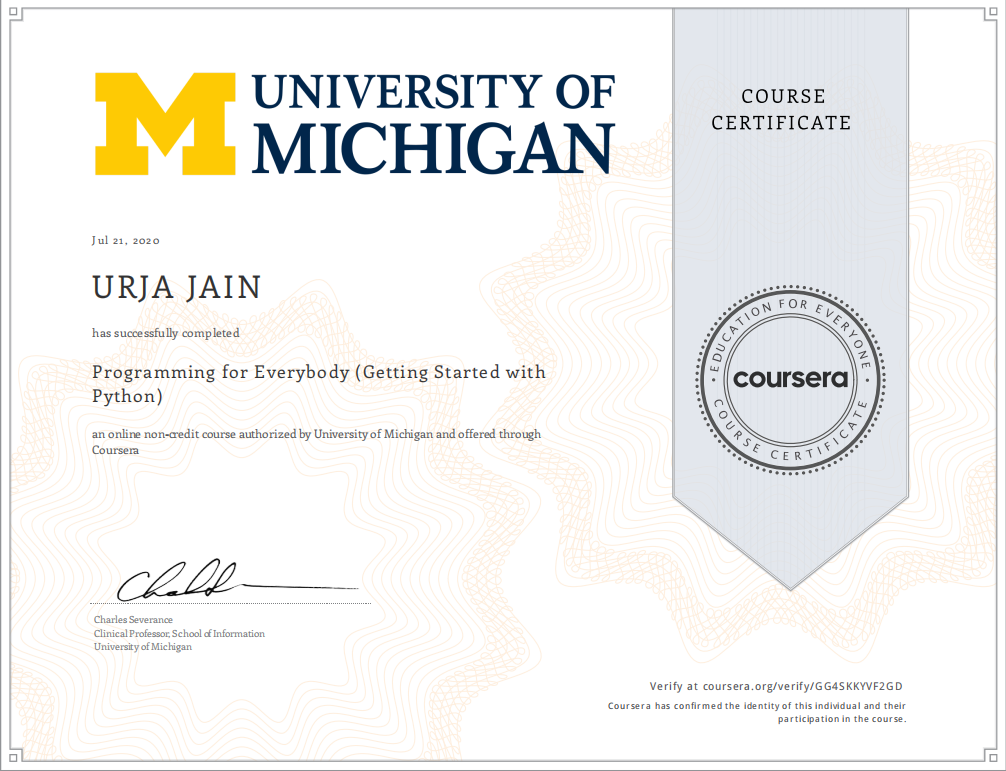 UNIVERSITY OF
MICHIGAN
COURSE
CERTIFICATE
Jul 21, 2020
URJA JAIN
has successfully completed
Programming for Everybody (Getting Started with
Python)
an online non-credit course authorized by University of Michigan and offered through
Coursera
EDUCATION FOR EVERYONE
coursera
COURSE CERTIFICATE
Charles Severance
Clinical Professor, School of Information
University of Michigan
Verify at coursera.org/verify/GG4SKKYVF2GD
Coursera has confirmed the identity of this individual and their
participation in the course.